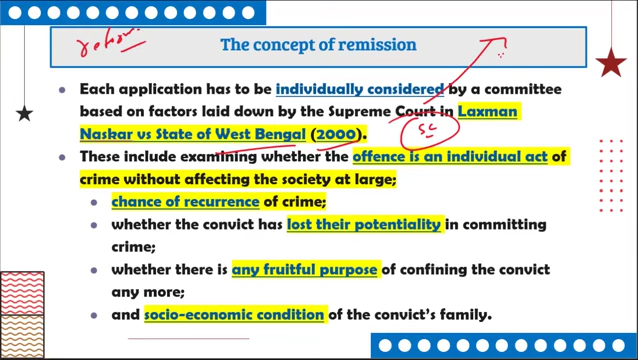 The concept of remission
Each application has to be individually considered by a committee
based on factors laid down by the Supreme Court in Laxman
Naskar vs State of West Bengal (2000).
SC
These include examining whether the offence is an individual act of
crime without affecting the society at large;
chance of recurrence of crime;
whether the convict has lost their potentiality in committing
crime;
whether there is any fruitful purpose of confining the convict
any more;
and socio-economic condition of the convict's family.